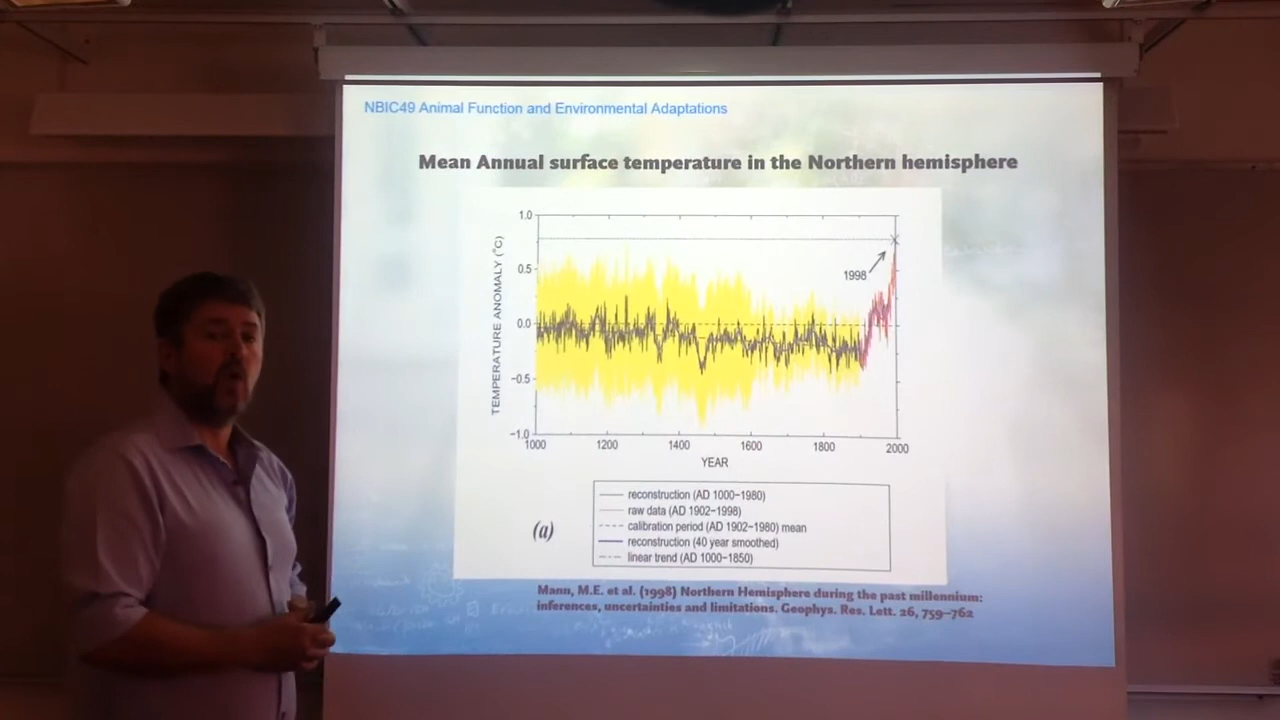 NBIC49 Animal Function and Environmental Adaptations
Mean Annual surface temperature in the Northern hemisphere
TEMPERATURE ANOMALY (°C)
1.0
0.5
0.0
−0.5
−1.0
1998
1000 1200 1400 1600 1800 2000
YEAR
(a)
reconstruction (AD 1000−1980)
raw data (AD 1902−1998)
calibration period (AD 1902−1980) mean
reconstruction (40 year smoothed)
linear trend (AD 1000−1850)
Mann, M.E. et al. (1998) Northern Hemisphere during the past millennium:
inferences, uncertainties and limitations. Geophys. Res. Lett. 26, 759–762